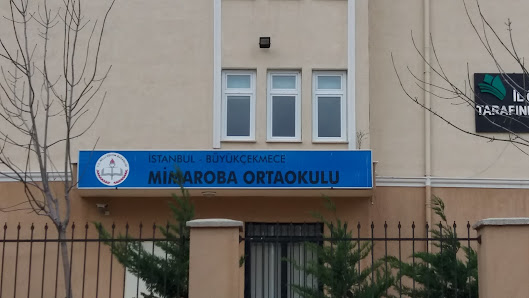 İSTANBUL - BÜYÜKÇEKMECE
MİMAROBA ORTAOKULU
TARAFIN